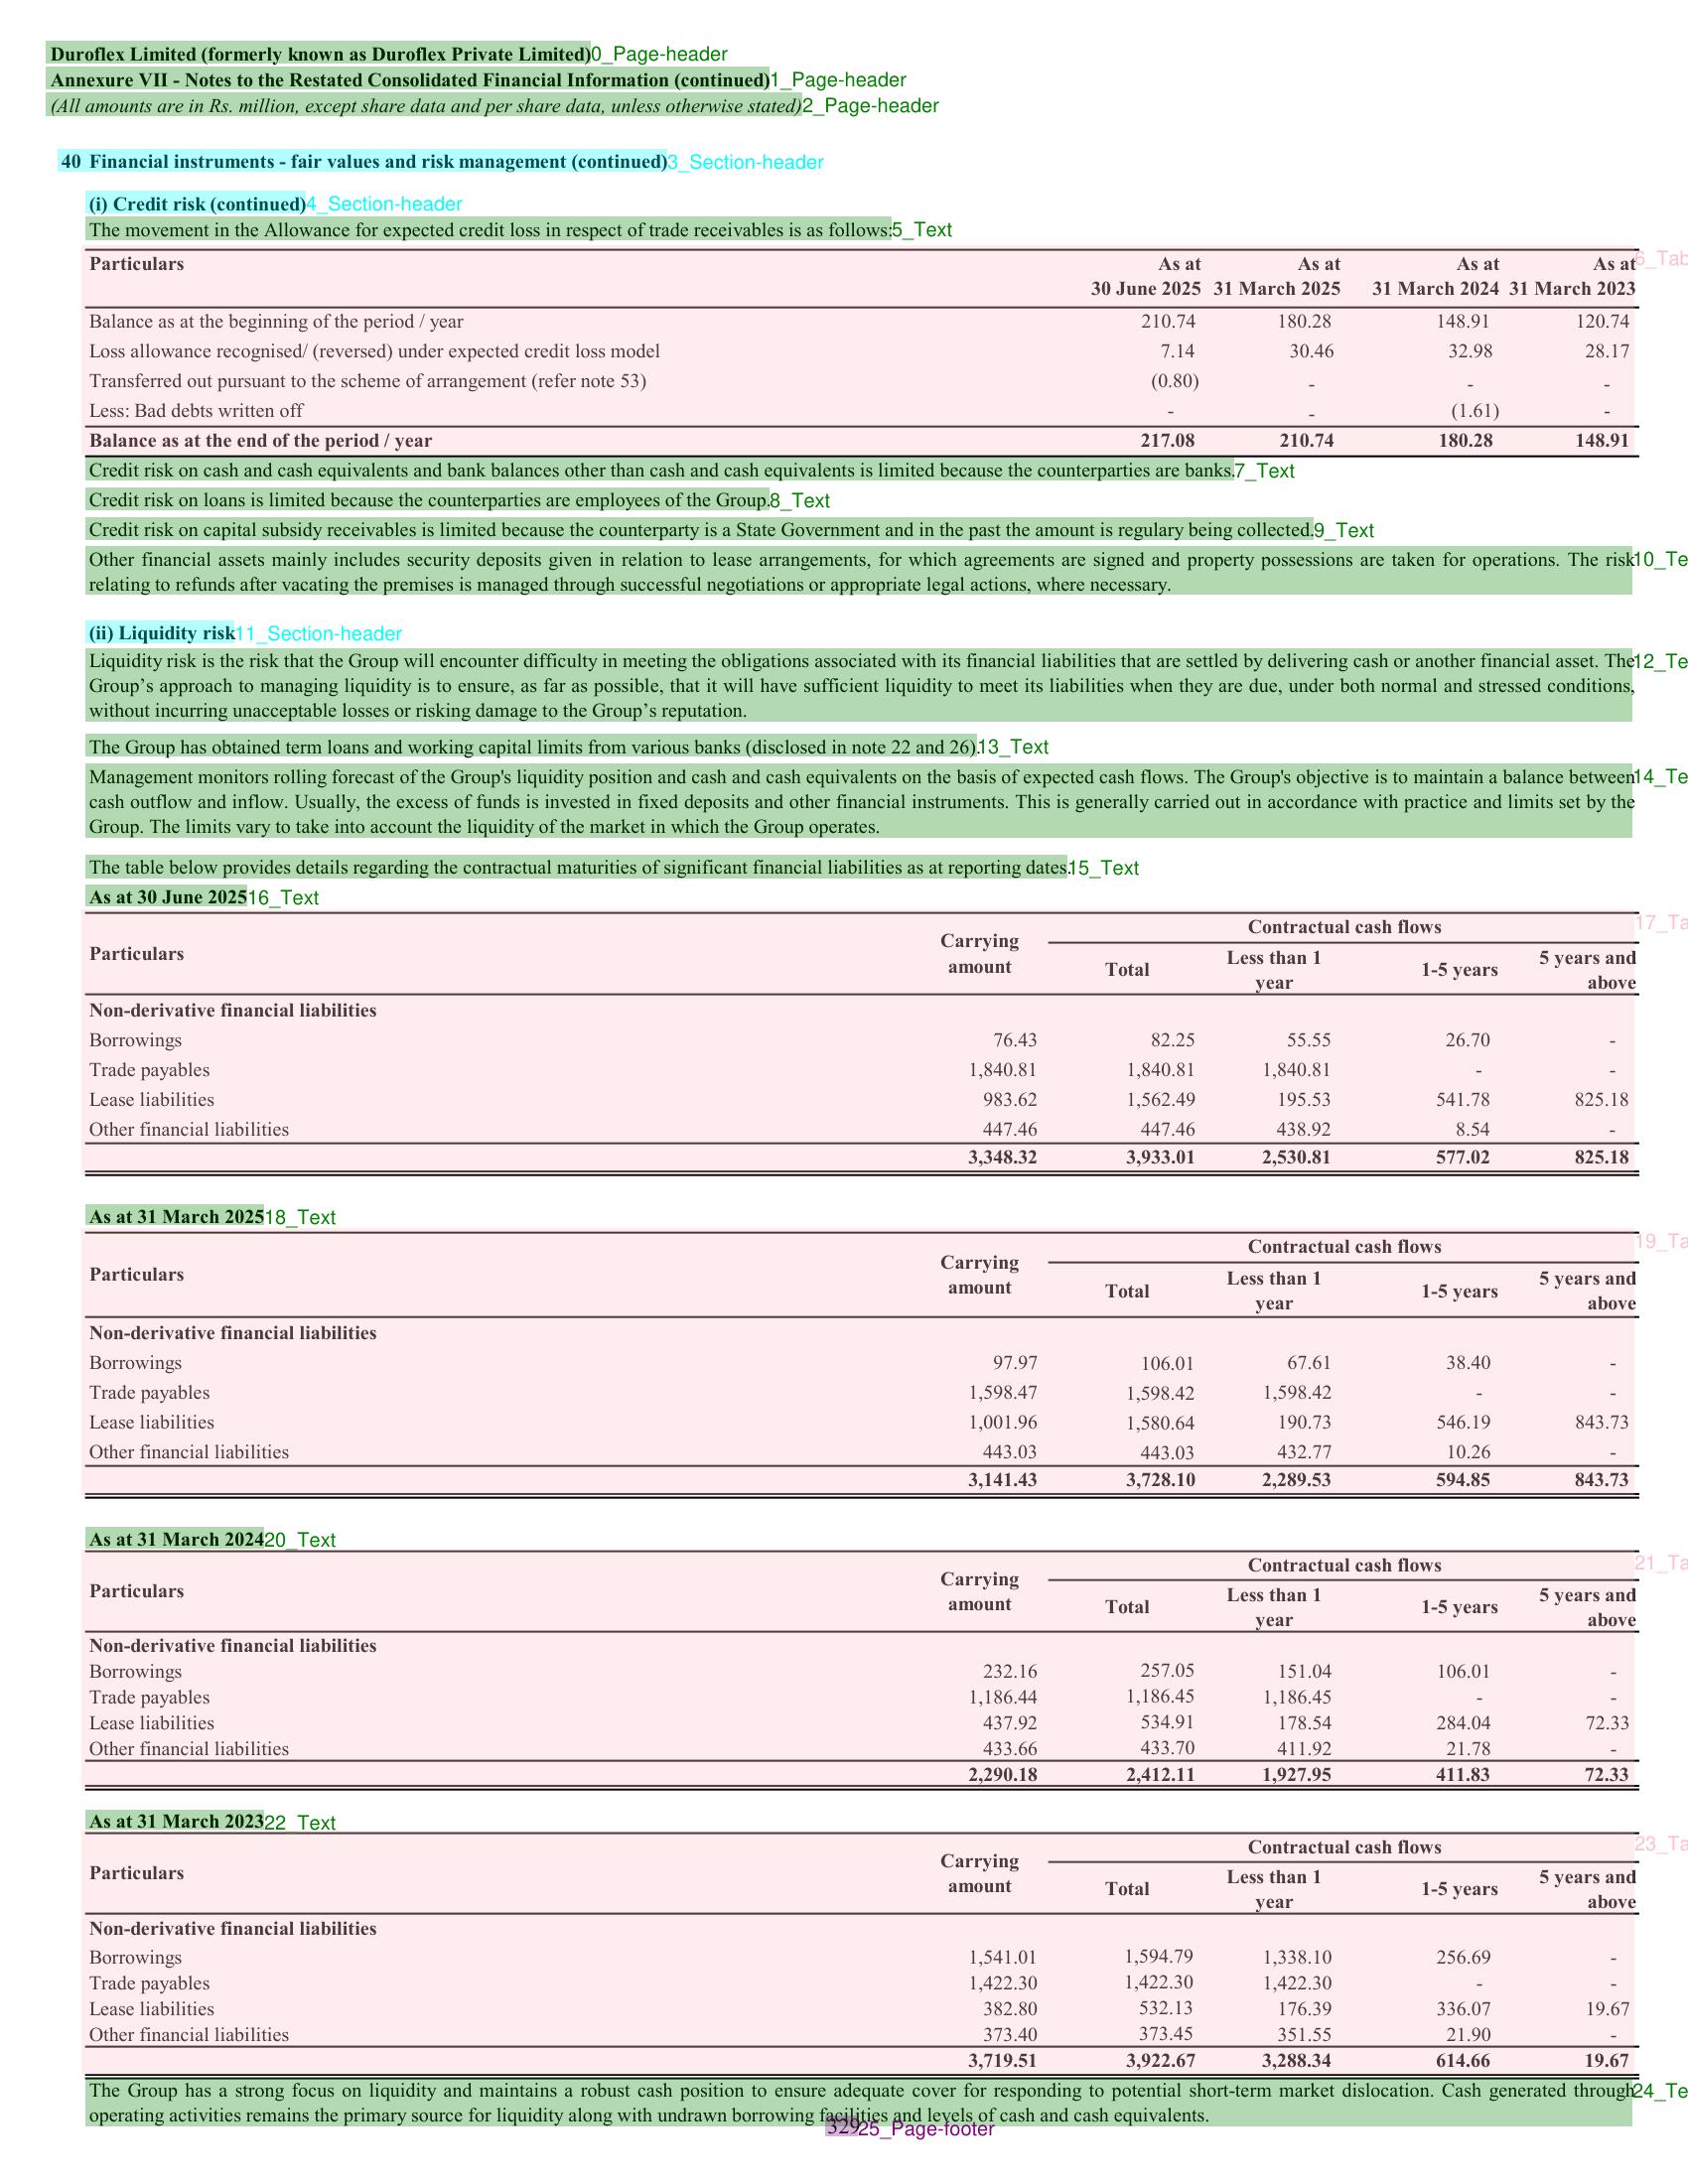 Duroflex Limited (formerly known as Duroflex Private Limited)0_Page-header
Annexure VII - Notes to the Restated Consolidated Financial Information (continued)1_Page-header
(All amounts are in Rs. million, except share data and per share data, unless otherwise stated)2_Page-header
40 Financial instruments - fair values and risk management (continued)3_Section-header
(i) Credit risk (continued)4_Section-header
The movement in the Allowance for expected credit loss in respect of trade receivables is as follows:5_Text
Particulars As at As at As at As at 6_Tab
30 June 2025 31 March 2025 31 March 2024 31 March 2023
Balance as at the beginning of the period / year 210.74 180.28 148.91 120.74
Loss allowance recognised/ (reversed) under expected credit loss model 7.14 30.46 32.98 28.17
Transferred out pursuant to the scheme of arrangement (refer note 53) (0.80) - - -
Less: Bad debts written off - - (1.61) -
Balance as at the end of the period / year 217.08 210.74 180.28 148.91
Credit risk on cash and cash equivalents and bank balances other than cash and cash equivalents is limited because the counterparties are banks.7_Text
Credit risk on loans is limited because the counterparties are employees of the Group.8_Text
Credit risk on capital subsidy receivables is limited because the counterparty is a State Government and in the past the amount is regulary being collected.9_Text
Other financial assets mainly includes security deposits given in relation to lease arrangements, for which agreements are signed and property possessions are taken for operations. The risk10_Te
relating to refunds after vacating the premises is managed through successful negotiations or appropriate legal actions, where necessary.
(ii) Liquidity risk11_Section-header
Liquidity risk is the risk that the Group will encounter difficulty in meeting the obligations associated with its financial liabilities that are settled by delivering cash or another financial asset. The12_Te
Group’s approach to managing liquidity is to ensure, as far as possible, that it will have sufficient liquidity to meet its liabilities when they are due, under both normal and stressed conditions,
without incurring unacceptable losses or risking damage to the Group’s reputation.
The Group has obtained term loans and working capital limits from various banks (disclosed in note 22 and 26).13_Text
Management monitors rolling forecast of the Group's liquidity position and cash and cash equivalents on the basis of expected cash flows. The Group's objective is to maintain a balance between14_Te
cash outflow and inflow. Usually, the excess of funds is invested in fixed deposits and other financial instruments. This is generally carried out in accordance with practice and limits set by the
Group. The limits vary to take into account the liquidity of the market in which the Group operates.
The table below provides details regarding the contractual maturities of significant financial liabilities as at reporting dates.15_Text
As at 30 June 202516_Text
Contractual cash flows 17_Ta
Particulars Carrying amount Total Less than 1 year 1-5 years 5 years and above
Non-derivative financial liabilities
Borrowings 76.43 82.25 55.55 26.70 -
Trade payables 1,840.81 1,840.81 1,840.81 - -
Lease liabilities 983.62 1,562.49 195.53 541.78 825.18
Other financial liabilities 447.46 447.46 438.92 8.54 -
3,348.32 3,933.01 2,530.81 577.02 825.18
As at 31 March 202518_Text
Contractual cash flows 19_Ta
Particulars Carrying amount Total Less than 1 year 1-5 years 5 years and above
Non-derivative financial liabilities
Borrowings 97.97 106.01 67.61 38.40 -
Trade payables 1,598.47 1,598.42 1,598.42 - -
Lease liabilities 1,001.96 1,580.64 190.73 546.19 843.73
Other financial liabilities 443.03 443.03 432.77 10.26 -
3,141.43 3,728.10 2,289.53 594.85 843.73
As at 31 March 202420_Text
Contractual cash flows 21_Ta
Particulars Carrying amount Total Less than 1 year 1-5 years 5 years and above
Non-derivative financial liabilities
Borrowings 232.16 257.05 151.04 106.01 -
Trade payables 1,186.44 1,186.45 1,186.45 - -
Lease liabilities 437.92 534.91 178.54 284.04 72.33
Other financial liabilities 433.66 433.70 411.92 21.78 -
2,290.18 2,412.11 1,927.95 411.83 72.33
As at 31 March 202322_Text
Contractual cash flows 23_Ta
Particulars Carrying amount Total Less than 1 year 1-5 years 5 years and above
Non-derivative financial liabilities
Borrowings 1,541.01 1,594.79 1,338.10 256.69 -
Trade payables 1,422.30 1,422.30 1,422.30 - -
Lease liabilities 382.80 532.13 176.39 336.07 19.67
Other financial liabilities 373.40 373.45 351.55 21.90 -
3,719.51 3,922.67 3,288.34 614.66 19.67
The Group has a strong focus on liquidity and maintains a robust cash position to ensure adequate cover for responding to potential short-term market dislocation. Cash generated through24_Te
operating activities remains the primary source for liquidity along with undrawn borrowing facilities and levels of cash and cash equivalents.
32925_Page-footer